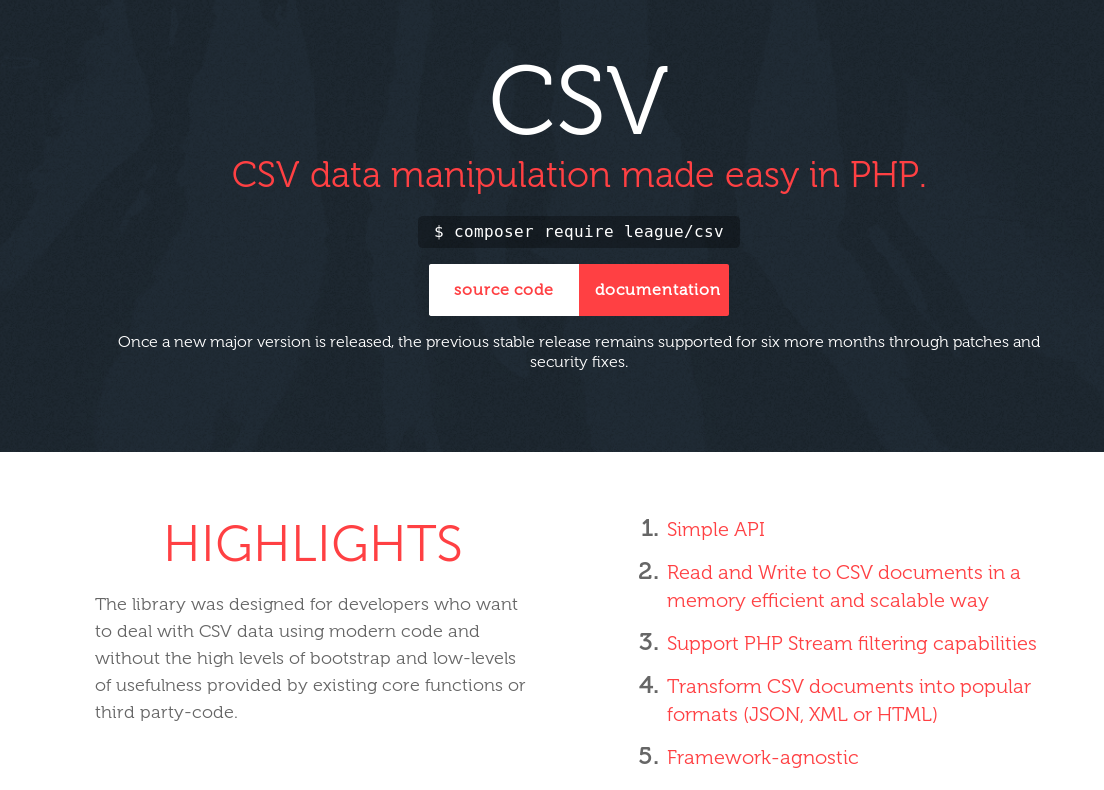 CSV
CSV data manipulation made easy in PHP.
$ composer require league/csv
source code
documentation
Once a new major version is released, the previous stable release remains supported for six more months through patches and
security fixes.
HIGHLIGHTS
The library was designed for developers who want
to deal with CSV data using modern code and
without the high levels of bootstrap and low-levels
of usefulness provided by existing core functions or
third party-code.
1. Simple API
2. Read and Write to CSV documents in a
memory efficient and scalable way
3. Support PHP Stream filtering capabilities
4. Transform CSV documents into popular
formats (JSON, XML or HTML)
5. Framework-agnostic